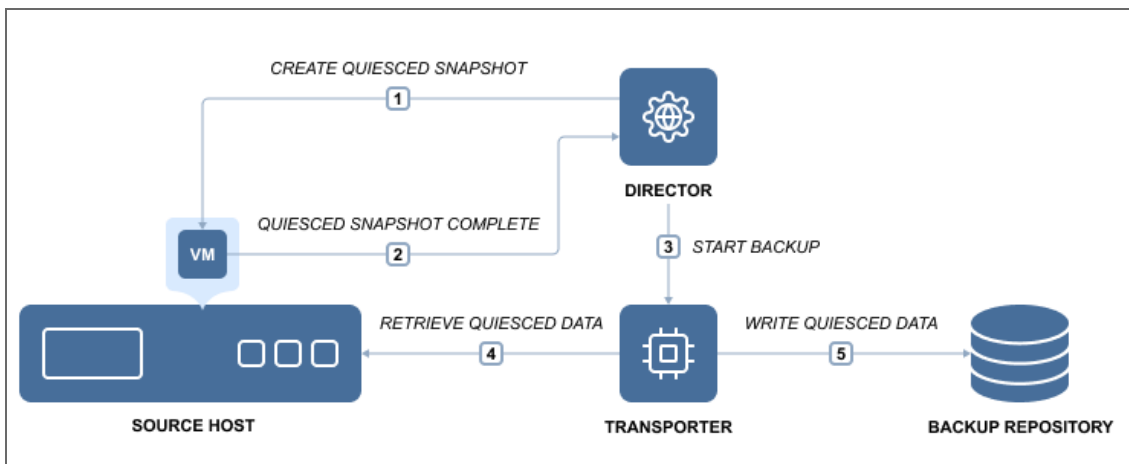 CREATE QUIESCED SNAPSHOT
1
DIRECTOR
QUIESCED SNAPSHOT COMPLETE
VM
2
3
START BACKUP
RETRIEVE QUIESCED DATA
4
WRITE QUIESCED DATA
5
SOURCE HOST
TRANSPORTER
BACKUP REPOSITORY